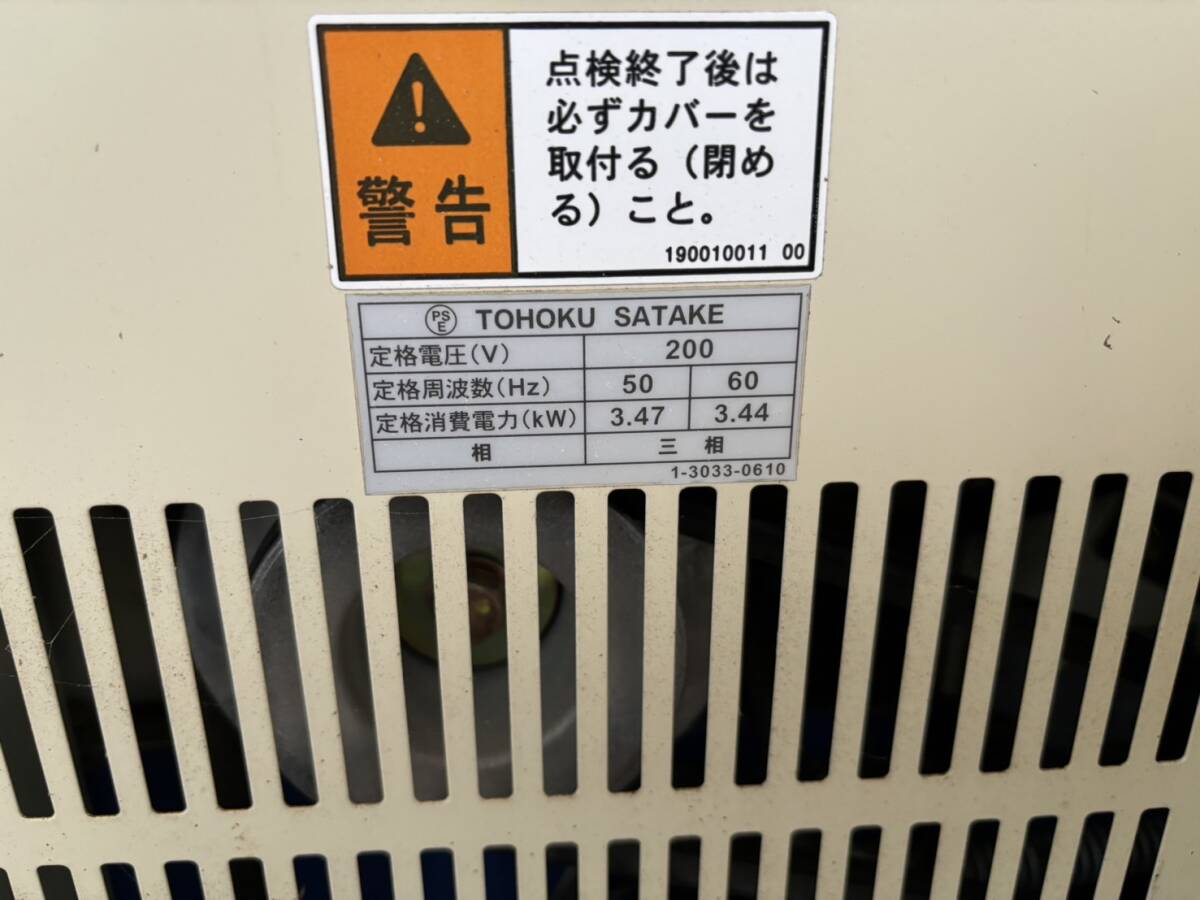 警告
点検終了後は
必ずカバーを
取付る（閉め
る）こと。
190010011 00
PS
E
TOHOKU SATAKE
定格電圧(V) 200
定格周波数(Hz) 50 60
定格消費電力(kW) 3.47 3.44
相 三 相
1-3033-0610